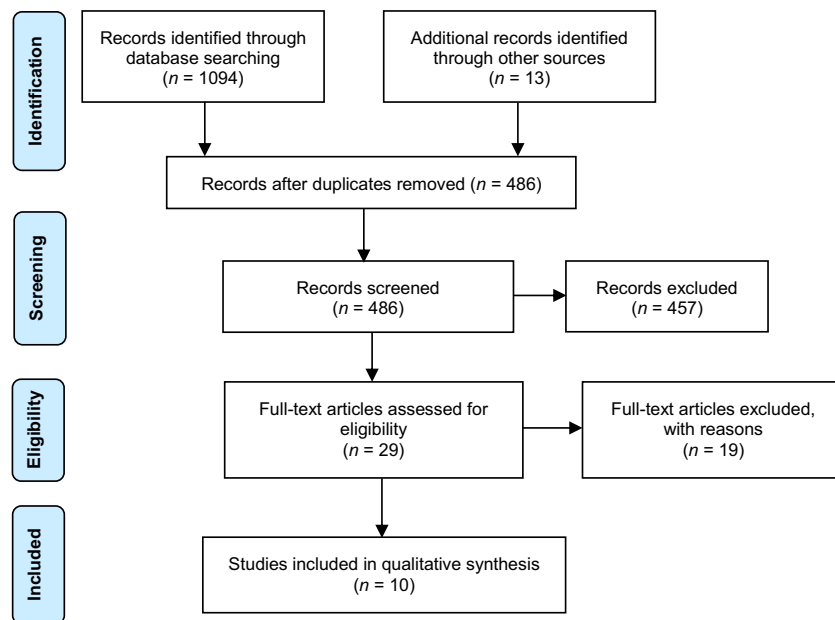 Identification
Records identified through
database searching
(n = 1094)
Additional records identified
through other sources
(n = 13)
Records after duplicates removed (n = 486)
Screening
Records screened
(n = 486)
Records excluded
(n = 457)
Eligibility
Full-text articles assessed for
eligibility
(n = 29)
Full-text articles excluded,
with reasons
(n = 19)
Included
Studies included in qualitative synthesis
(n = 10)